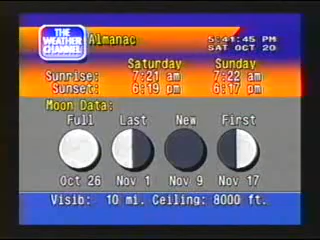 THE
WEATHER
CHANNEL
Almanac
5:41:45 PM
SAT OCT 20
Saturday Sunday
Sunrise: 7:21 am 7:22 am
Sunset: 6:19 pm 6:17 pm
Moon Data:
Full Last New First
Oct 26 Nov 1 Nov 9 Nov 17
Visib: 10 mi. Ceiling: 8000 ft.